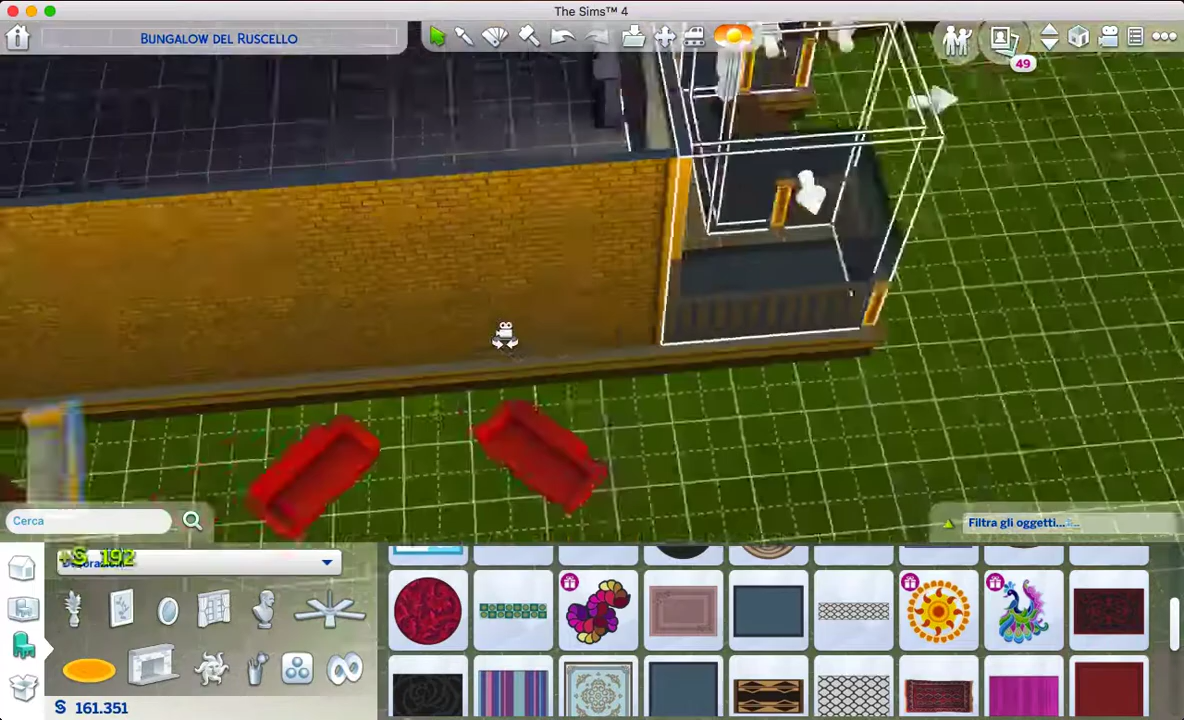 The Sims™ 4
BUNGALOW DEL RUSCELLO
49
Cerca
Filtra gli oggetti...
+§ 192
§ 161.351